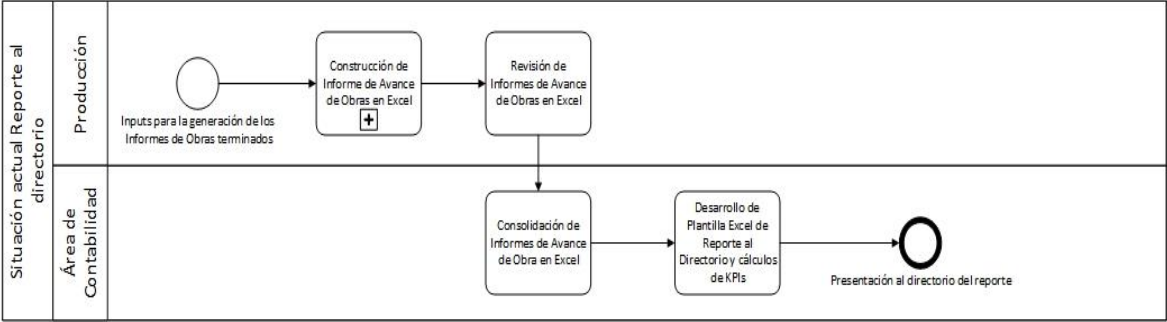 Situación actual Reporte al
directorio
Producción
Inputs para la generación de los
Informes de Obras terminados
Construcción de
Informe de Avance
de Obras en Excel
Revisión de
Informes de Avance
de Obras en Excel
Área de
Contabilidad
Consolidación de
Informes de Avance
de Obra en Excel
Desarrollo de
Plantilla Excel de
Reporte al
Directorio y cálculos
de KPIs
Presentación al directorio del reporte